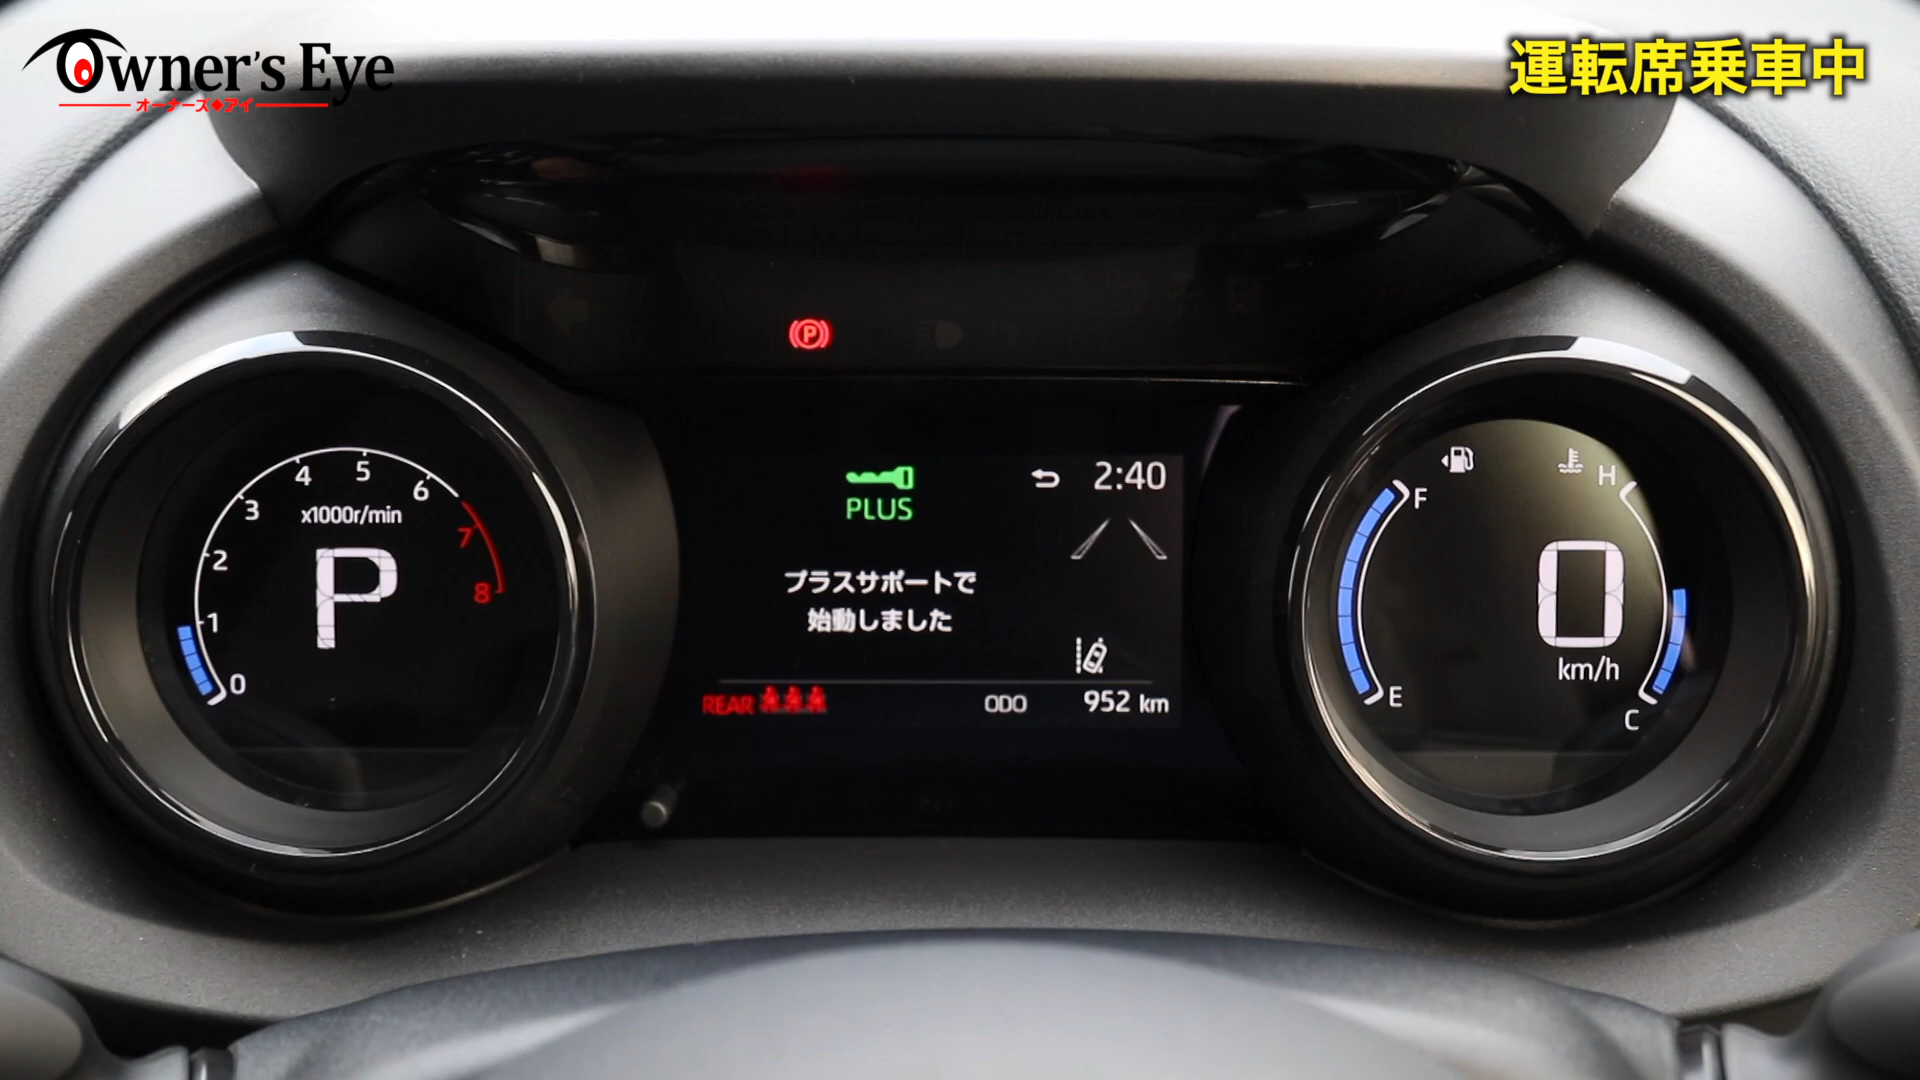 Owner's Eye
オーナーズ◆アイ
運転席乗車中
P
4 5 6
3 7
2 8
1
0
x1000r/min
P
PLUS
2:40
プラスサポートで
始動しました
REAR
ODO 952 km
H
F
0
km/h
E
C